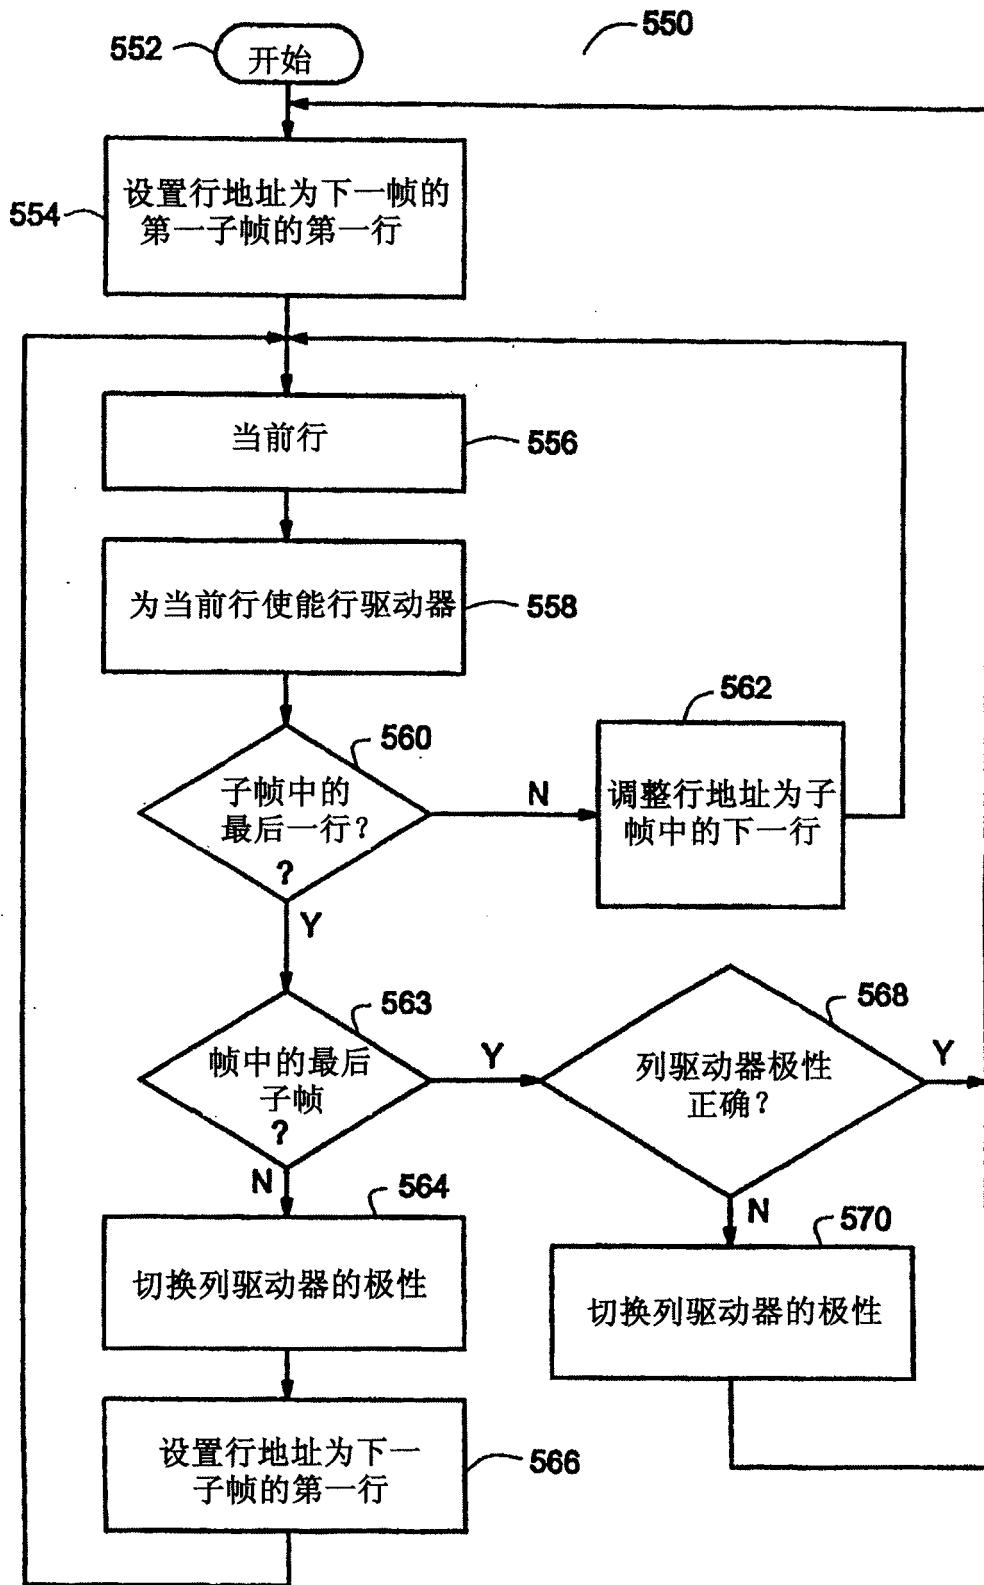 550
552
开始
554
设置行地址为下一帧的
第一子帧的第一行
当前行
556
为当前行使能行驱动器
558
560
子帧中的
最后一行？
?
N
562
调整行地址为子
帧中的下一行
Y
563
帧中的最后
子帧
?
Y
568
列驱动器极性
正确？
Y
N
564
切换列驱动器的极性
N
570
切换列驱动器的极性
设置行地址为下一
子帧的第一行
566